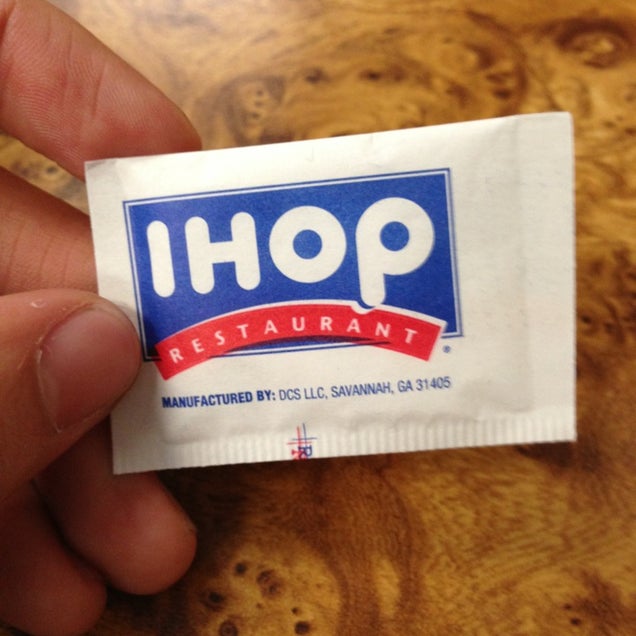 IHOP
RESTAURANT
®
MANUFACTURED BY: DCS LLC, SAVANNAH, GA 31405